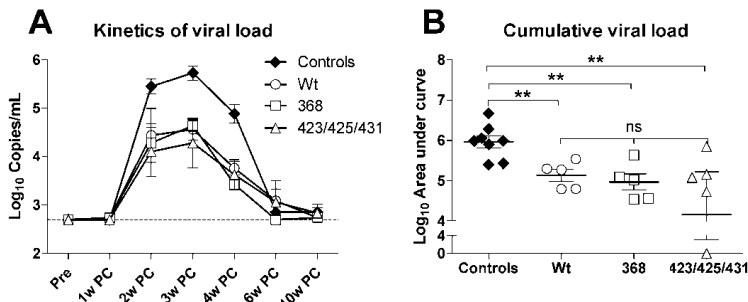 A
Kinetics of viral load
Log10 Copies/mL
6
5
4
3
2
Pre
1w PC
2w PC
3w PC
4w PC
6w PC
10w PC
Controls
Wt
368
423/425/431
B
Cumulative viral load
Log10 Area under curve
8
7
6
5
4
4
0
**
**
**
ns
Controls
Wt
368
423/425/431